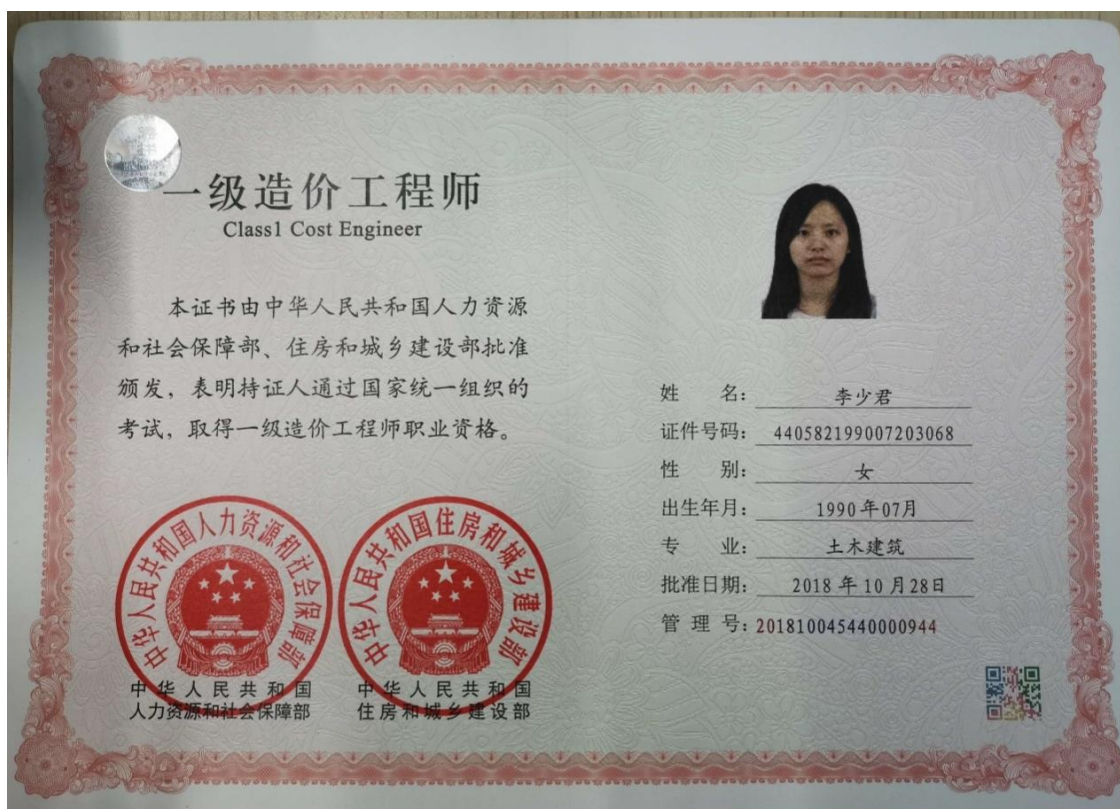 一级造价工程师
Class1 Cost Engineer
本证书由中华人民共和国人力资源
和社会保障部、住房和城乡建设部批准
颁发，表明持证人通过国家统一组织的
考试，取得一级造价工程师职业资格。
中华人民共和国人力资源和社会保障部
中华人民共和国住房和城乡建设部
中华人民共和国
人力资源和社会保障部
中华人民共和国
住房和城乡建设部
姓 名：李少君
证件号码：440582199007203068
性 别：女
出生年月：1990年07月
专 业：土木建筑
批准日期：2018 年 10 月 28日
管 理 号：201810045440000944